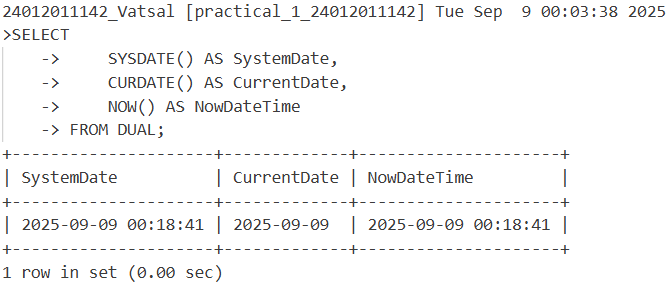 24012011142_Vatsal [practical_1_24012011142] Tue Sep  9 00:03:38 2025
>SELECT
    ->     SYSDATE() AS SystemDate,
    ->     CURDATE() AS CurrentDate,
    ->     NOW() AS NowDateTime
    -> FROM DUAL;
+---------------------+-------------+---------------------+
| SystemDate          | CurrentDate | NowDateTime         |
+---------------------+-------------+---------------------+
| 2025-09-09 00:18:41 | 2025-09-09  | 2025-09-09 00:18:41 |
+---------------------+-------------+---------------------+
1 row in set (0.00 sec)